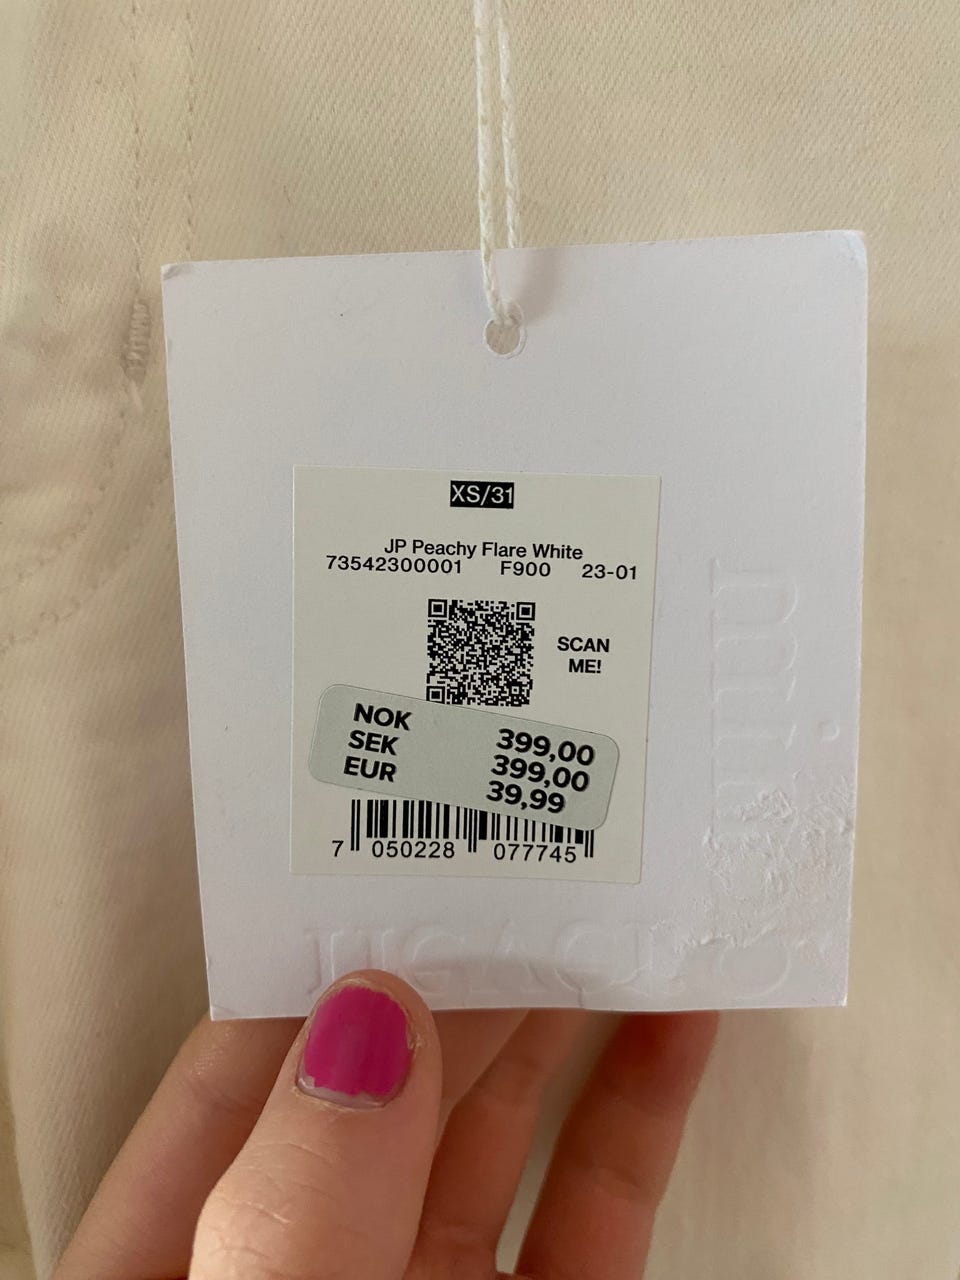 XS/31
JP Peachy Flare White
73542300001 F900 23-01
SCAN
ME!
NOK 399,00
SEK 399,00
EUR 39,99
7 050228 077745